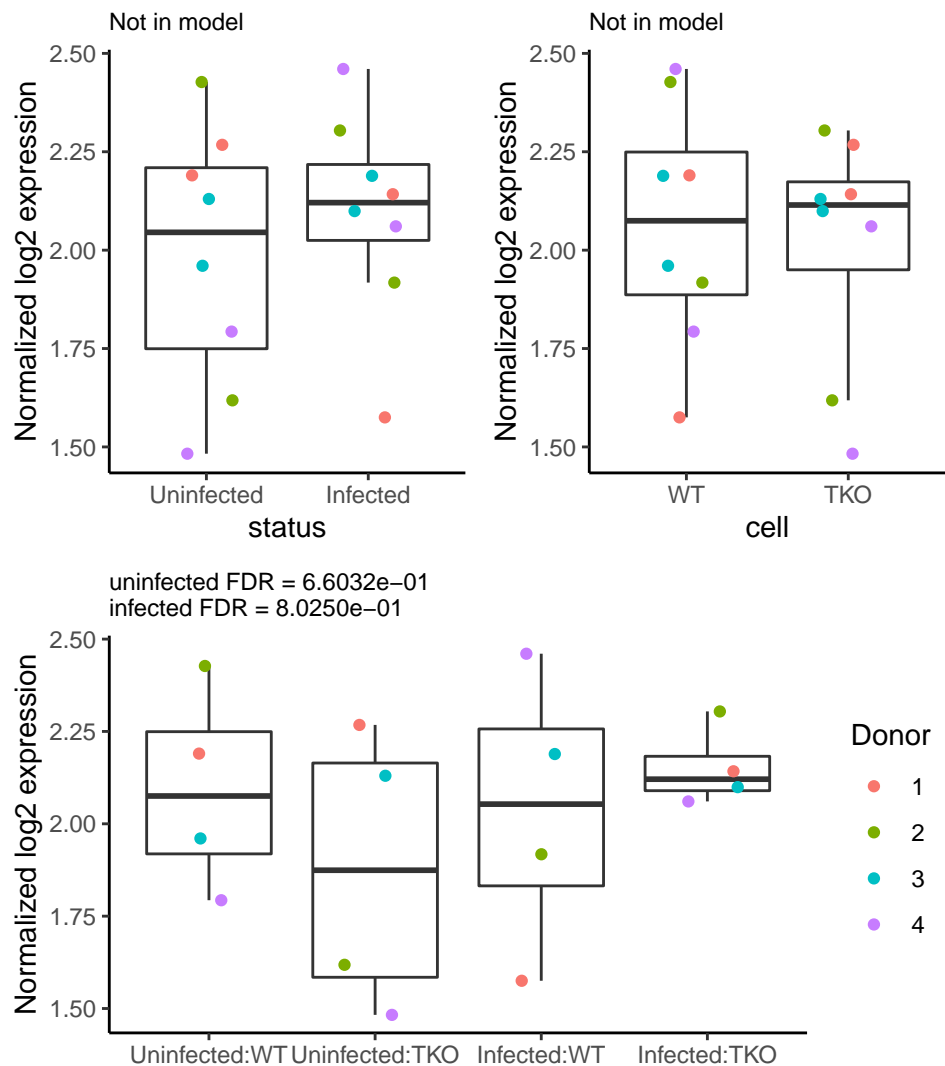 Not in model
Normalized log2 expression
2.50
2.25
2.00
1.75
1.50
Uninfected Infected
status
Not in model
Normalized log2 expression
2.50
2.25
2.00
1.75
1.50
WT TKO
cell
uninfected FDR = 6.6032e−01
infected FDR = 8.0250e−01
Normalized log2 expression
2.50
2.25
2.00
1.75
1.50
Uninfected:WT Uninfected:TKO Infected:WT Infected:TKO
Donor
1
2
3
4